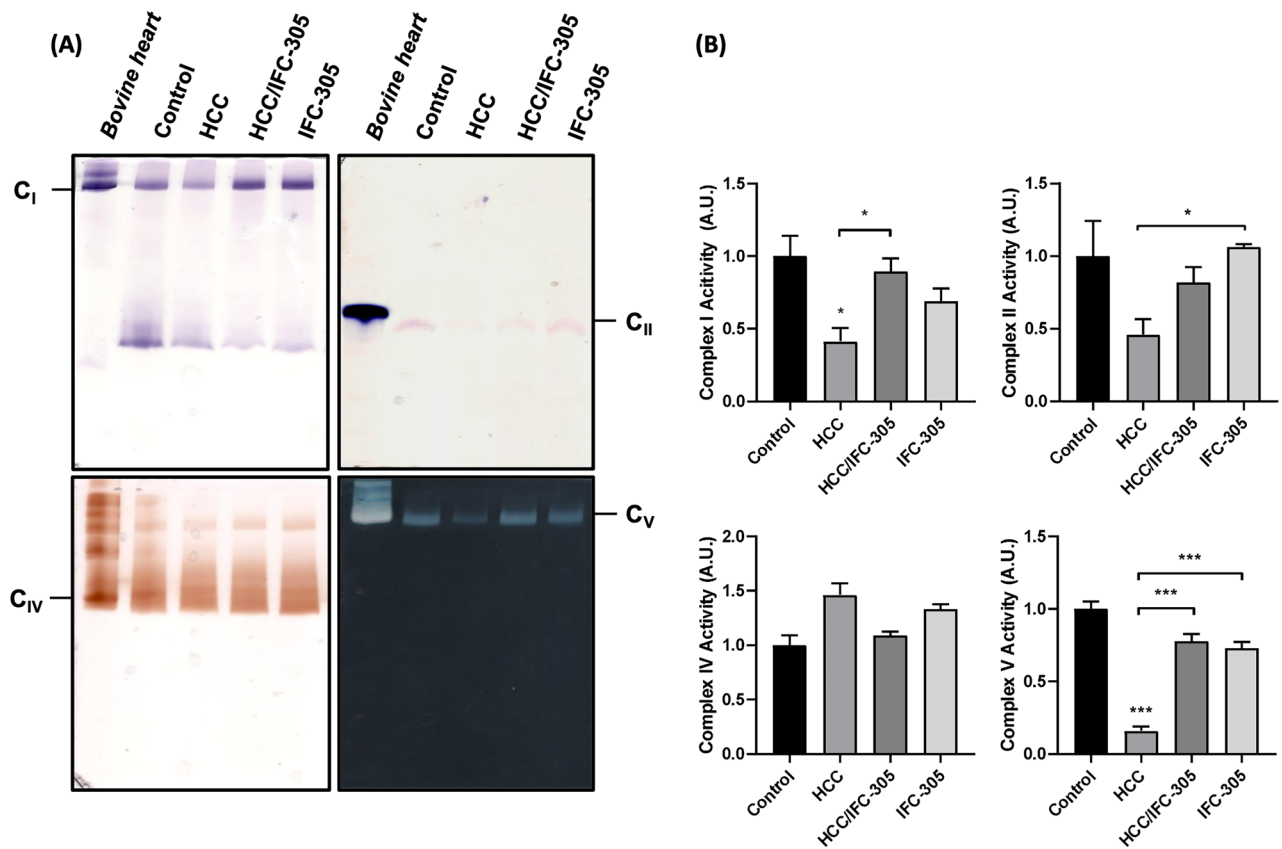 (A)
Bovine heart
Control
HCC
HCC/IFC-305
IFC-305
Bovine heart
Control
HCC
HCC/IFC-305
IFC-305
CI
CII
CIV
CV
(B)
Complex I Acitivity (A.U.)
1.5
1.0
0.5
0.0
*
*
Control
HCC
HCC/IFC-305
IFC-305
Complex II Activity (A.U.)
1.5
1.0
0.5
0.0
*
Control
HCC
HCC/IFC-305
IFC-305
Complex IV Activity (A.U.)
2.0
1.5
1.0
0.5
0.0
Control
HCC
HCC/IFC-305
IFC-305
Complex V Activity (A.U.)
1.5
1.0
0.5
0.0
***
***
***
Control
HCC
HCC/IFC-305
IFC-305